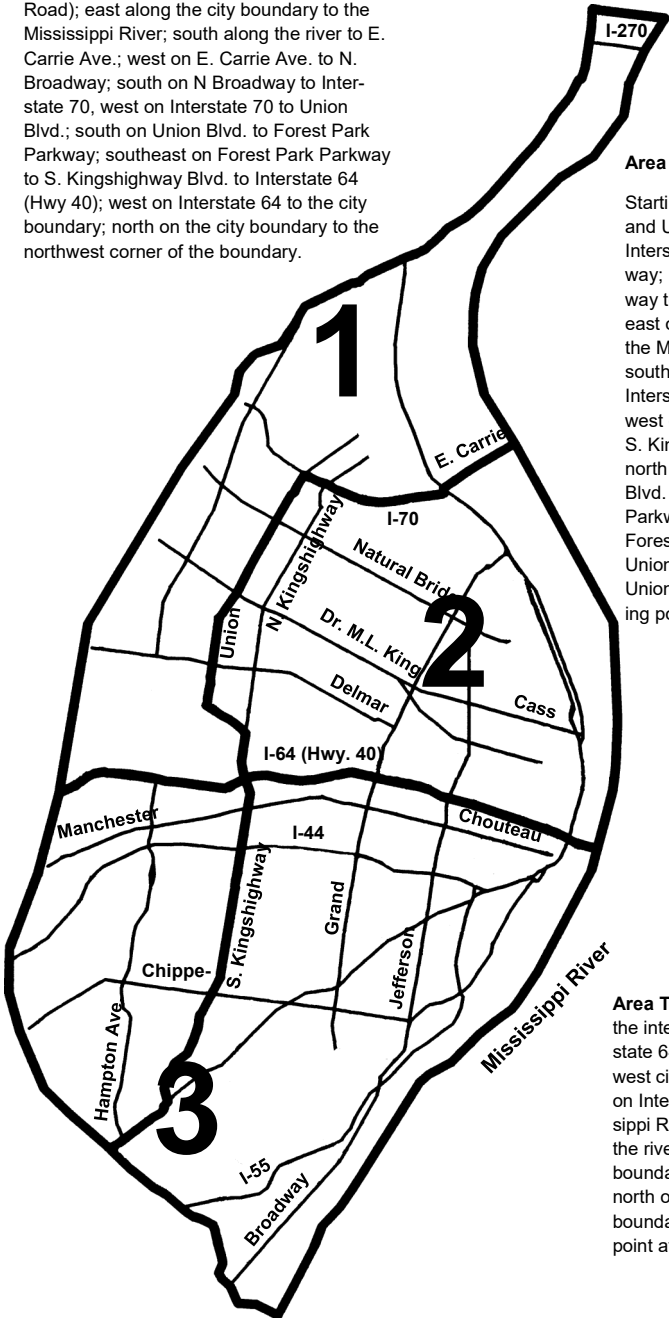 Road); east along the city boundary to the
Mississippi River; south along the river to E.
Carrie Ave.; west on E. Carrie Ave. to N.
Broadway; south on N Broadway to Inter-
state 70, west on Interstate 70 to Union
Blvd.; south on Union Blvd. to Forest Park
Parkway; southeast on Forest Park Parkway
to S. Kingshighway Blvd. to Interstate 64
(Hwy 40); west on Interstate 64 to the city
boundary; north on the city boundary to the
northwest corner of the boundary.
I-270
Area
Starti
and U
Inters
way;
way t
east o
the M
south
Inters
west
S. Kin
north
Blvd.
Parkw
Fores
Union
Union
ing po
1
E. Carrie
I-70
N. Kingshighway
Natural Bridg
2
Union
Dr. M.L. King
Delmar
Cass
I-64 (Hwy. 40)
Manchester
Chouteau
I-44
S. Kingshighway
Grand
Jefferson
Chippe-
Mississippi River
Hampton Ave
3
I-55
Broadway
Area T
the inte
state 6
west ci
on Inte
sippi R
the rive
bounda
north o
bounda
point a